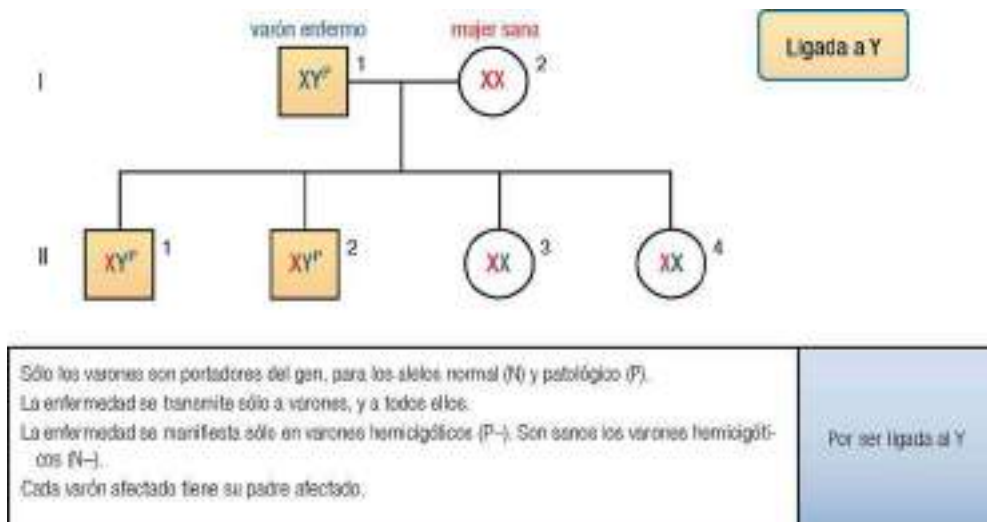 varón enfermo
mujer sana
Ligada a Y
I
XYᴾ
1
XX
2
II
XYᴾ
1
XYᴾ
2
XX
3
XX
4
Sólo los varones son portadores del gen, para los alelos normal (N) y patológico (P).
La enfermedad se transmite sólo a varones, y a todos ellos.
La enfermedad se manifiesta sólo en varones hemicigóticos (P–). Son sanos los varones hemicigóti-
cos (N–).
Cada varón afectado tiene su padre afectado.
Por ser ligada al Y